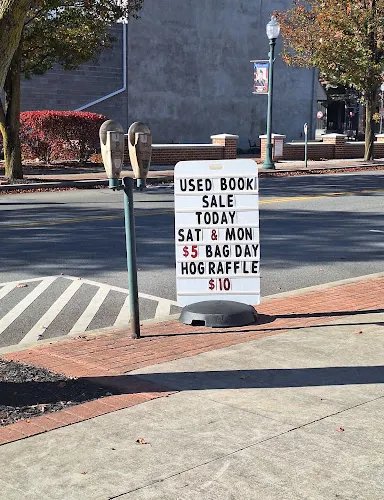 USED BOOK
SALE
TODAY
SAT & MON
$5 BAG DAY
HOG RAFFLE
$10